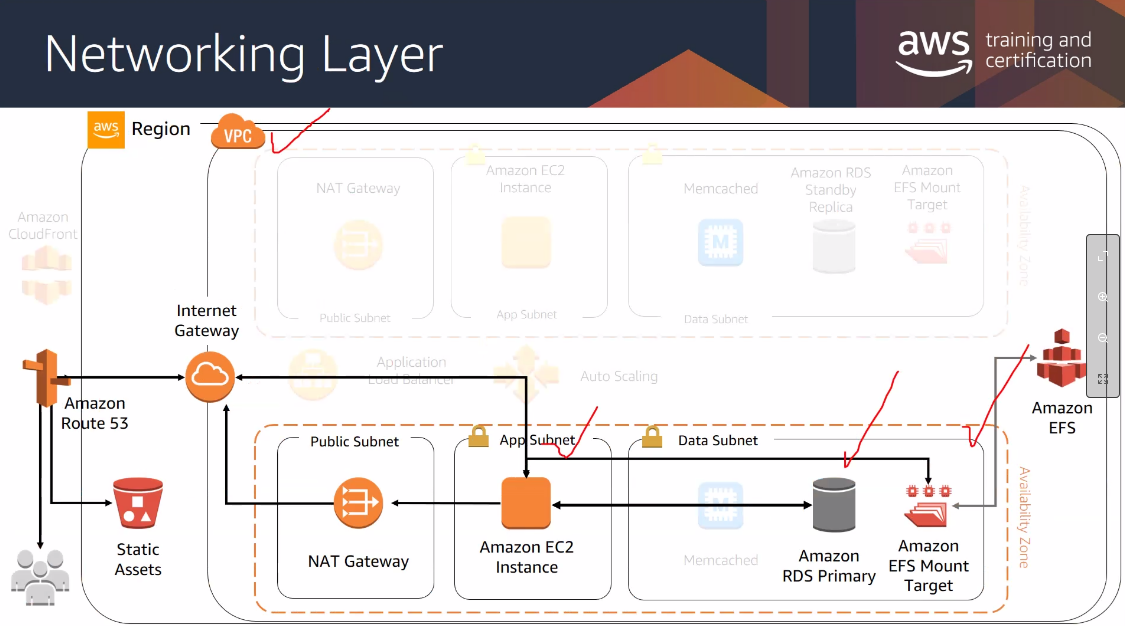 Networking Layer
aws
training and
certification
aws
Region
VPC
NAT Gateway
Amazon EC2
Instance
Memcached
Amazon RDS
Standby
Replica
Amazon
EFS Mount
Target
Availability Zone
Amazon
CloudFront
M
Public Subnet
App Subnet
Data Subnet
Internet
Gateway
Application
Load Balancer
Auto Scaling
Amazon
Route 53
Amazon
EFS
Public Subnet
App Subnet
Data Subnet
M
Availability Zone
Static
Assets
NAT Gateway
Amazon EC2
Instance
Memcached
Amazon
RDS Primary
Amazon
EFS Mount
Target